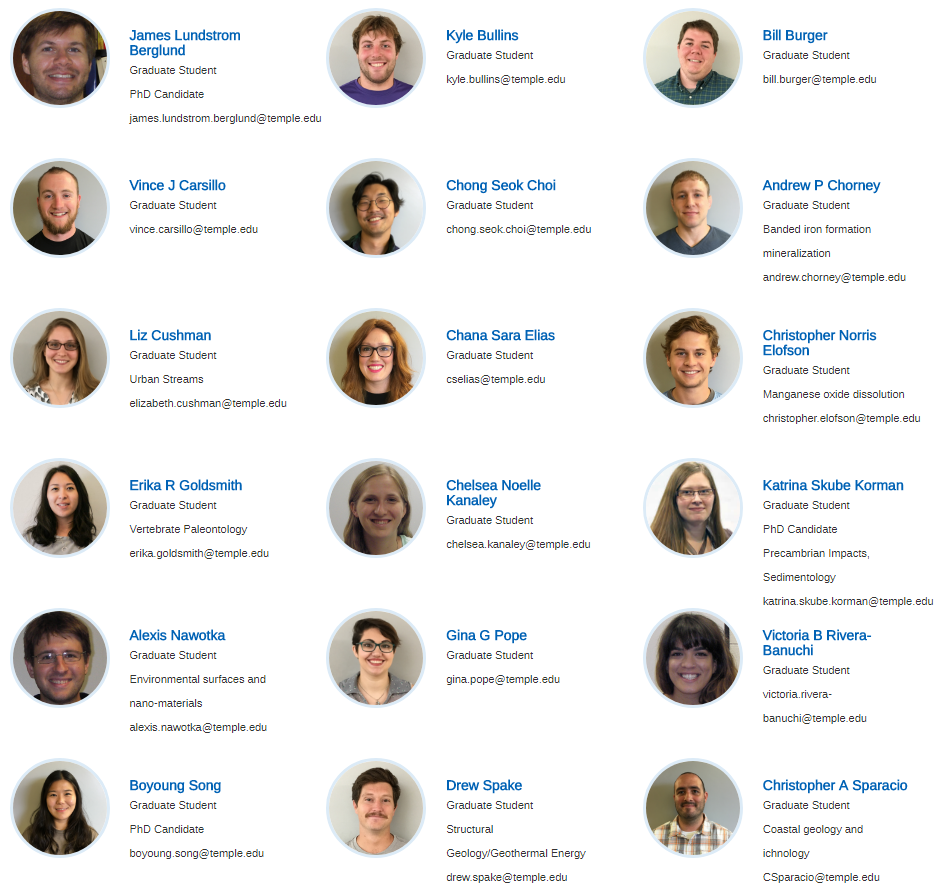 James Lundstrom
Berglund
Graduate Student
PhD Candidate
james.lundstrom.berglund@temple.edu
Kyle Bullins
Graduate Student
kyle.bullins@temple.edu
Bill Burger
Graduate Student
bill.burger@temple.edu
Vince J Carsillo
Graduate Student
vince.carsillo@temple.edu
Chong Seok Choi
Graduate Student
chong.seok.choi@temple.edu
Andrew P Chorney
Graduate Student
Banded iron formation
mineralization
andrew.chorney@temple.edu
Liz Cushman
Graduate Student
Urban Streams
elizabeth.cushman@temple.edu
Chana Sara Elias
Graduate Student
cselias@temple.edu
Christopher Norris
Elofson
Graduate Student
Manganese oxide dissolution
christopher.elofson@temple.edu
Erika R Goldsmith
Graduate Student
Vertebrate Paleontology
erika.goldsmith@temple.edu
Chelsea Noelle
Kanaley
Graduate Student
chelsea.kanaley@temple.edu
Katrina Skube Korman
Graduate Student
PhD Candidate
Precambrian Impacts,
Sedimentology
katrina.skube.korman@temple.edu
Alexis Nawotka
Graduate Student
Environmental surfaces and
nano-materials
alexis.nawotka@temple.edu
Gina G Pope
Graduate Student
gina.pope@temple.edu
Victoria B Rivera-
Banuchi
Graduate Student
victoria.rivera-
banuchi@temple.edu
Boyoung Song
Graduate Student
PhD Candidate
boyoung.song@temple.edu
Drew Spake
Graduate Student
Structural
Geology/Geothermal Energy
drew.spake@temple.edu
Christopher A Sparacio
Graduate Student
Coastal geology and
ichnology
CSparacio@temple.edu